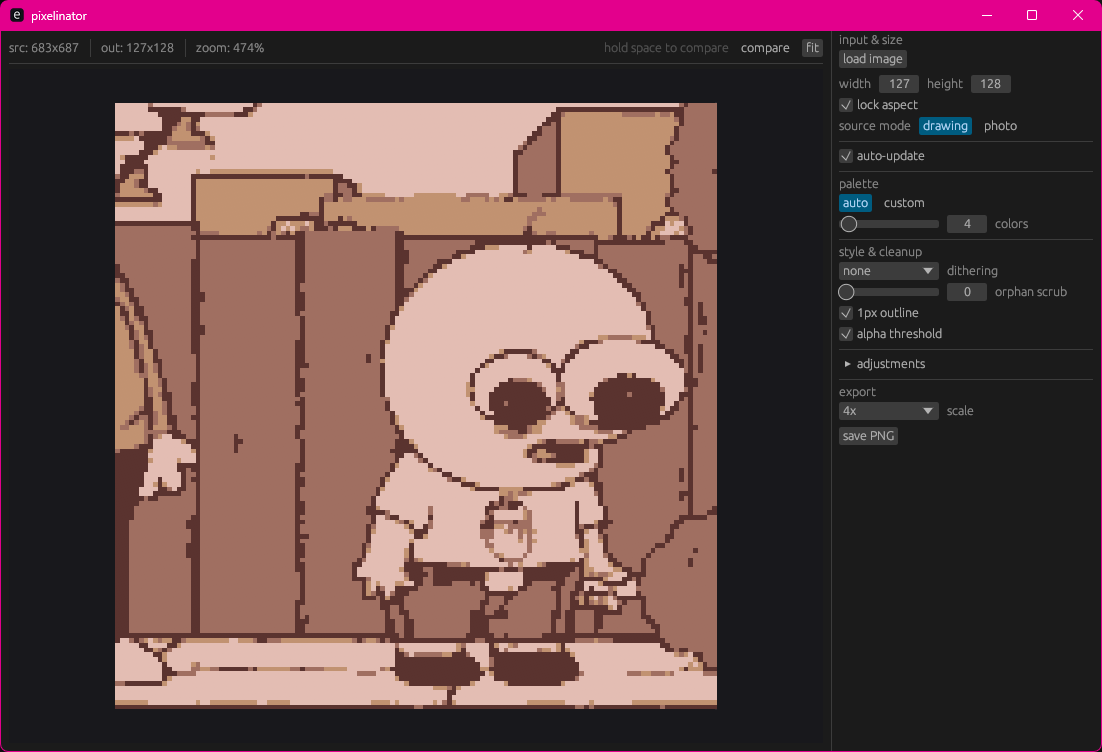 e pixelinator
src: 683x687 out: 127x128 zoom: 474% hold space to compare compare fit
input & size
load image
width 127 height 128
lock aspect
source mode drawing photo
auto-update
palette
auto custom
4 colors
style & cleanup
none dithering
0 orphan scrub
1px outline
alpha threshold
adjustments
export
4x scale
save PNG